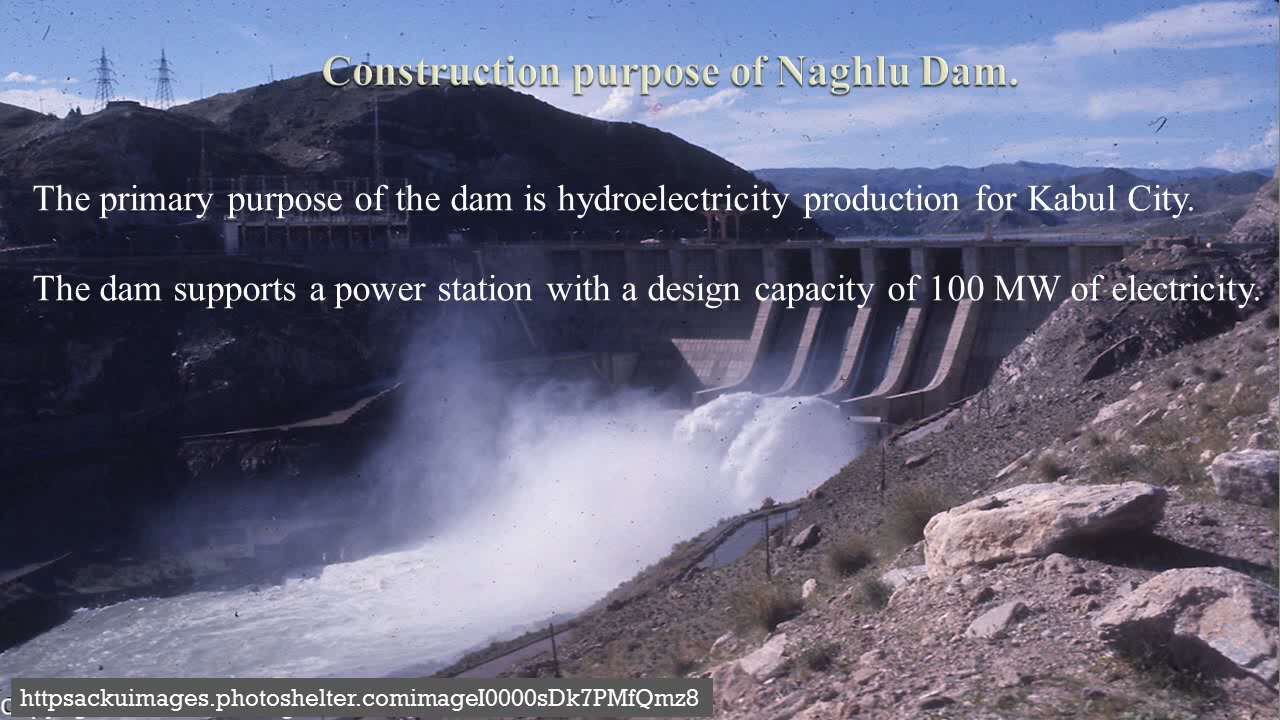 Construction purpose of Naghlu Dam.
The primary purpose of the dam is hydroelectricity production for Kabul City.
The dam supports a power station with a design capacity of 100 MW of electricity.
httpsackuimages.photoshelter.comimageI0000sDk7PMfQmz8